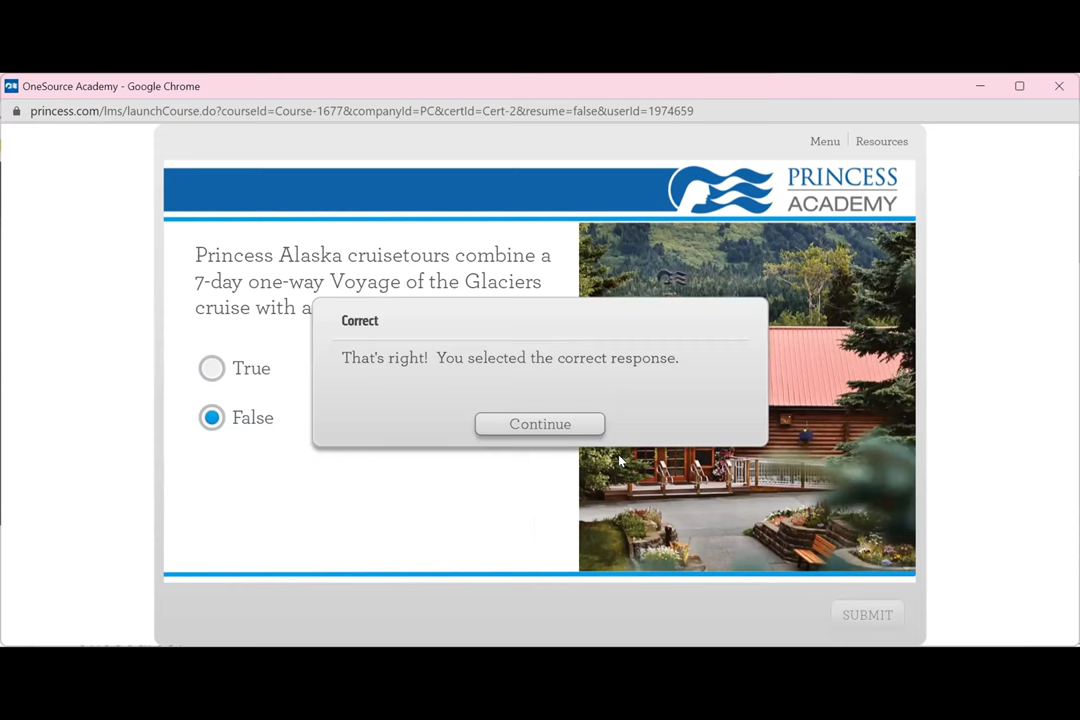 OneSource Academy - Google Chrome
princess.com/lms/launchCourse.do?courseId=Course-1677&companyId=PC&certId=Cert-2&resume=false&userId=1974659
Menu
Resources
PRINCESS
ACADEMY
Princess Alaska cruisetours combine a
7-day one-way Voyage of the Glaciers
cruise with a
Correct
That's right! You selected the correct response.
Continue
True
False
SUBMIT